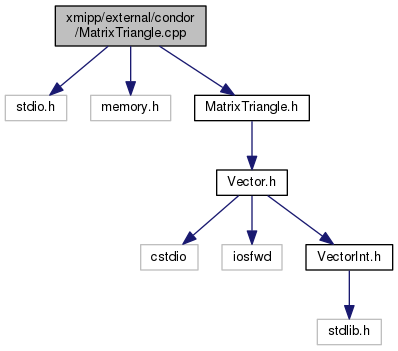 xmipp/external/condor
/MatrixTriangle.cpp
stdio.h
memory.h
MatrixTriangle.h
Vector.h
cstdio
iosfwd
VectorInt.h
stdlib.h